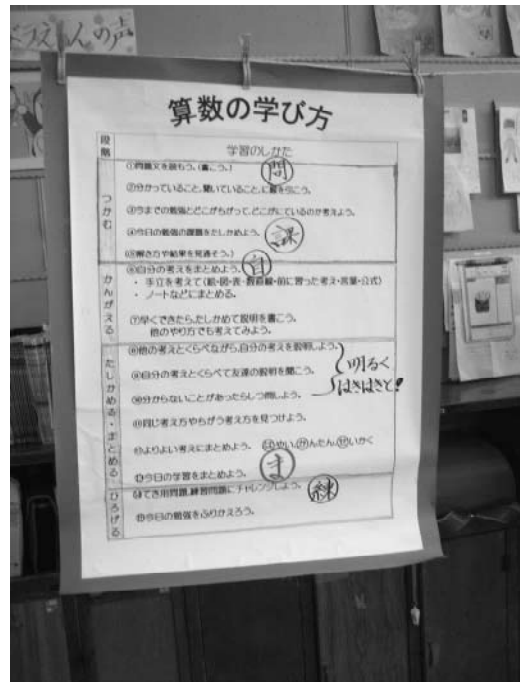 ドラえもんの声
算数の学び方
段階
学習のしかた
つかむ
①問題文を読もう。(書こう。)
問
②分かっていること、聞いていること、に線を引こう。
③今までの勉強とどこがちがって、どこがにているのか考えよう。
④今日の勉強の課題をたしかめよう。
課
⑤解き方や結果を見通そう。)
自
かんがえる
⑥自分の考えをまとめよう。
・ 手立を考えて(絵・図・表・数直線・前に習った考え・言葉・公式)
・ ノートなどにまとめる。
⑦早くできたら、たしかめて説明を書こう。
他のやり方でも考えてみよう。
たしかめる・まとめる
⑧他の考えとくらべながら、自分の考えを説明しよう。
⑨自分の考えとくらべて友達の説明を聞こう。
⑩分からないことがあったらしつ問しよう。
明るく
はきはきと!
⑪同じ考え方やちがう考え方を見つけよう。
⑫よりよい考えにまとめよう。 はやい、かんたん、せいかく
⑬今日の学習をまとめよう。
ま
ひろげる
⑭てき用問題、練習問題にチャレンジしよう。
練
⑮今日の勉強をふりかえろう。